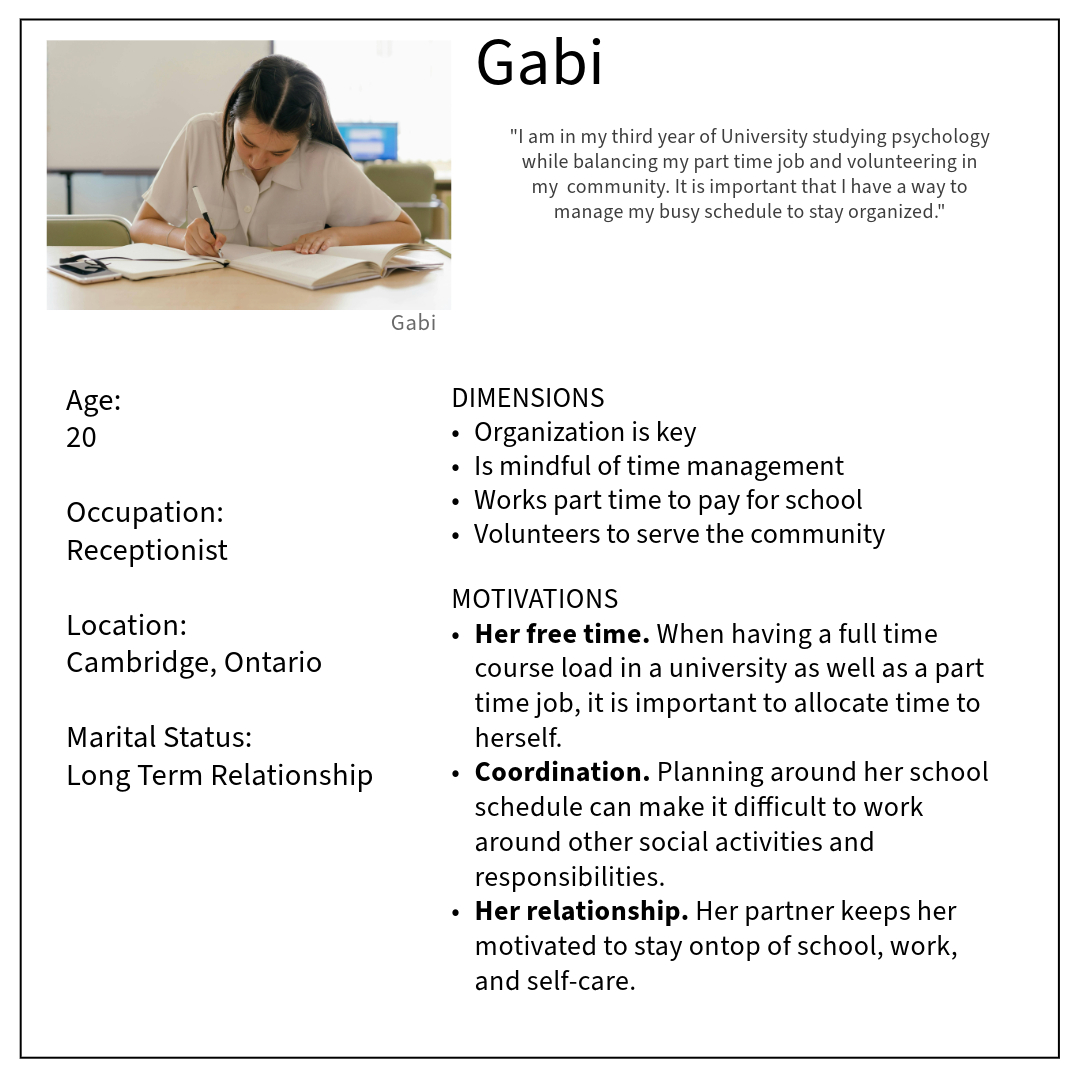 Gabi
"I am in my third year of University studying psychology
while balancing my part time job and volunteering in
my  community. It is important that I have a way to
manage my busy schedule to stay organized."
Gabi
Age:
20
Occupation:
Receptionist
Location:
Cambridge, Ontario
Marital Status:
Long Term Relationship
DIMENSIONS
• Organization is key
• Is mindful of time management
• Works part time to pay for school
• Volunteers to serve the community
MOTIVATIONS
• Her free time. When having a full time
course load in a university as well as a part
time job, it is important to allocate time to
herself.
• Coordination. Planning around her school
schedule can make it difficult to work
around other social activities and
responsibilities.
• Her relationship. Her partner keeps her
motivated to stay ontop of school, work,
and self-care.